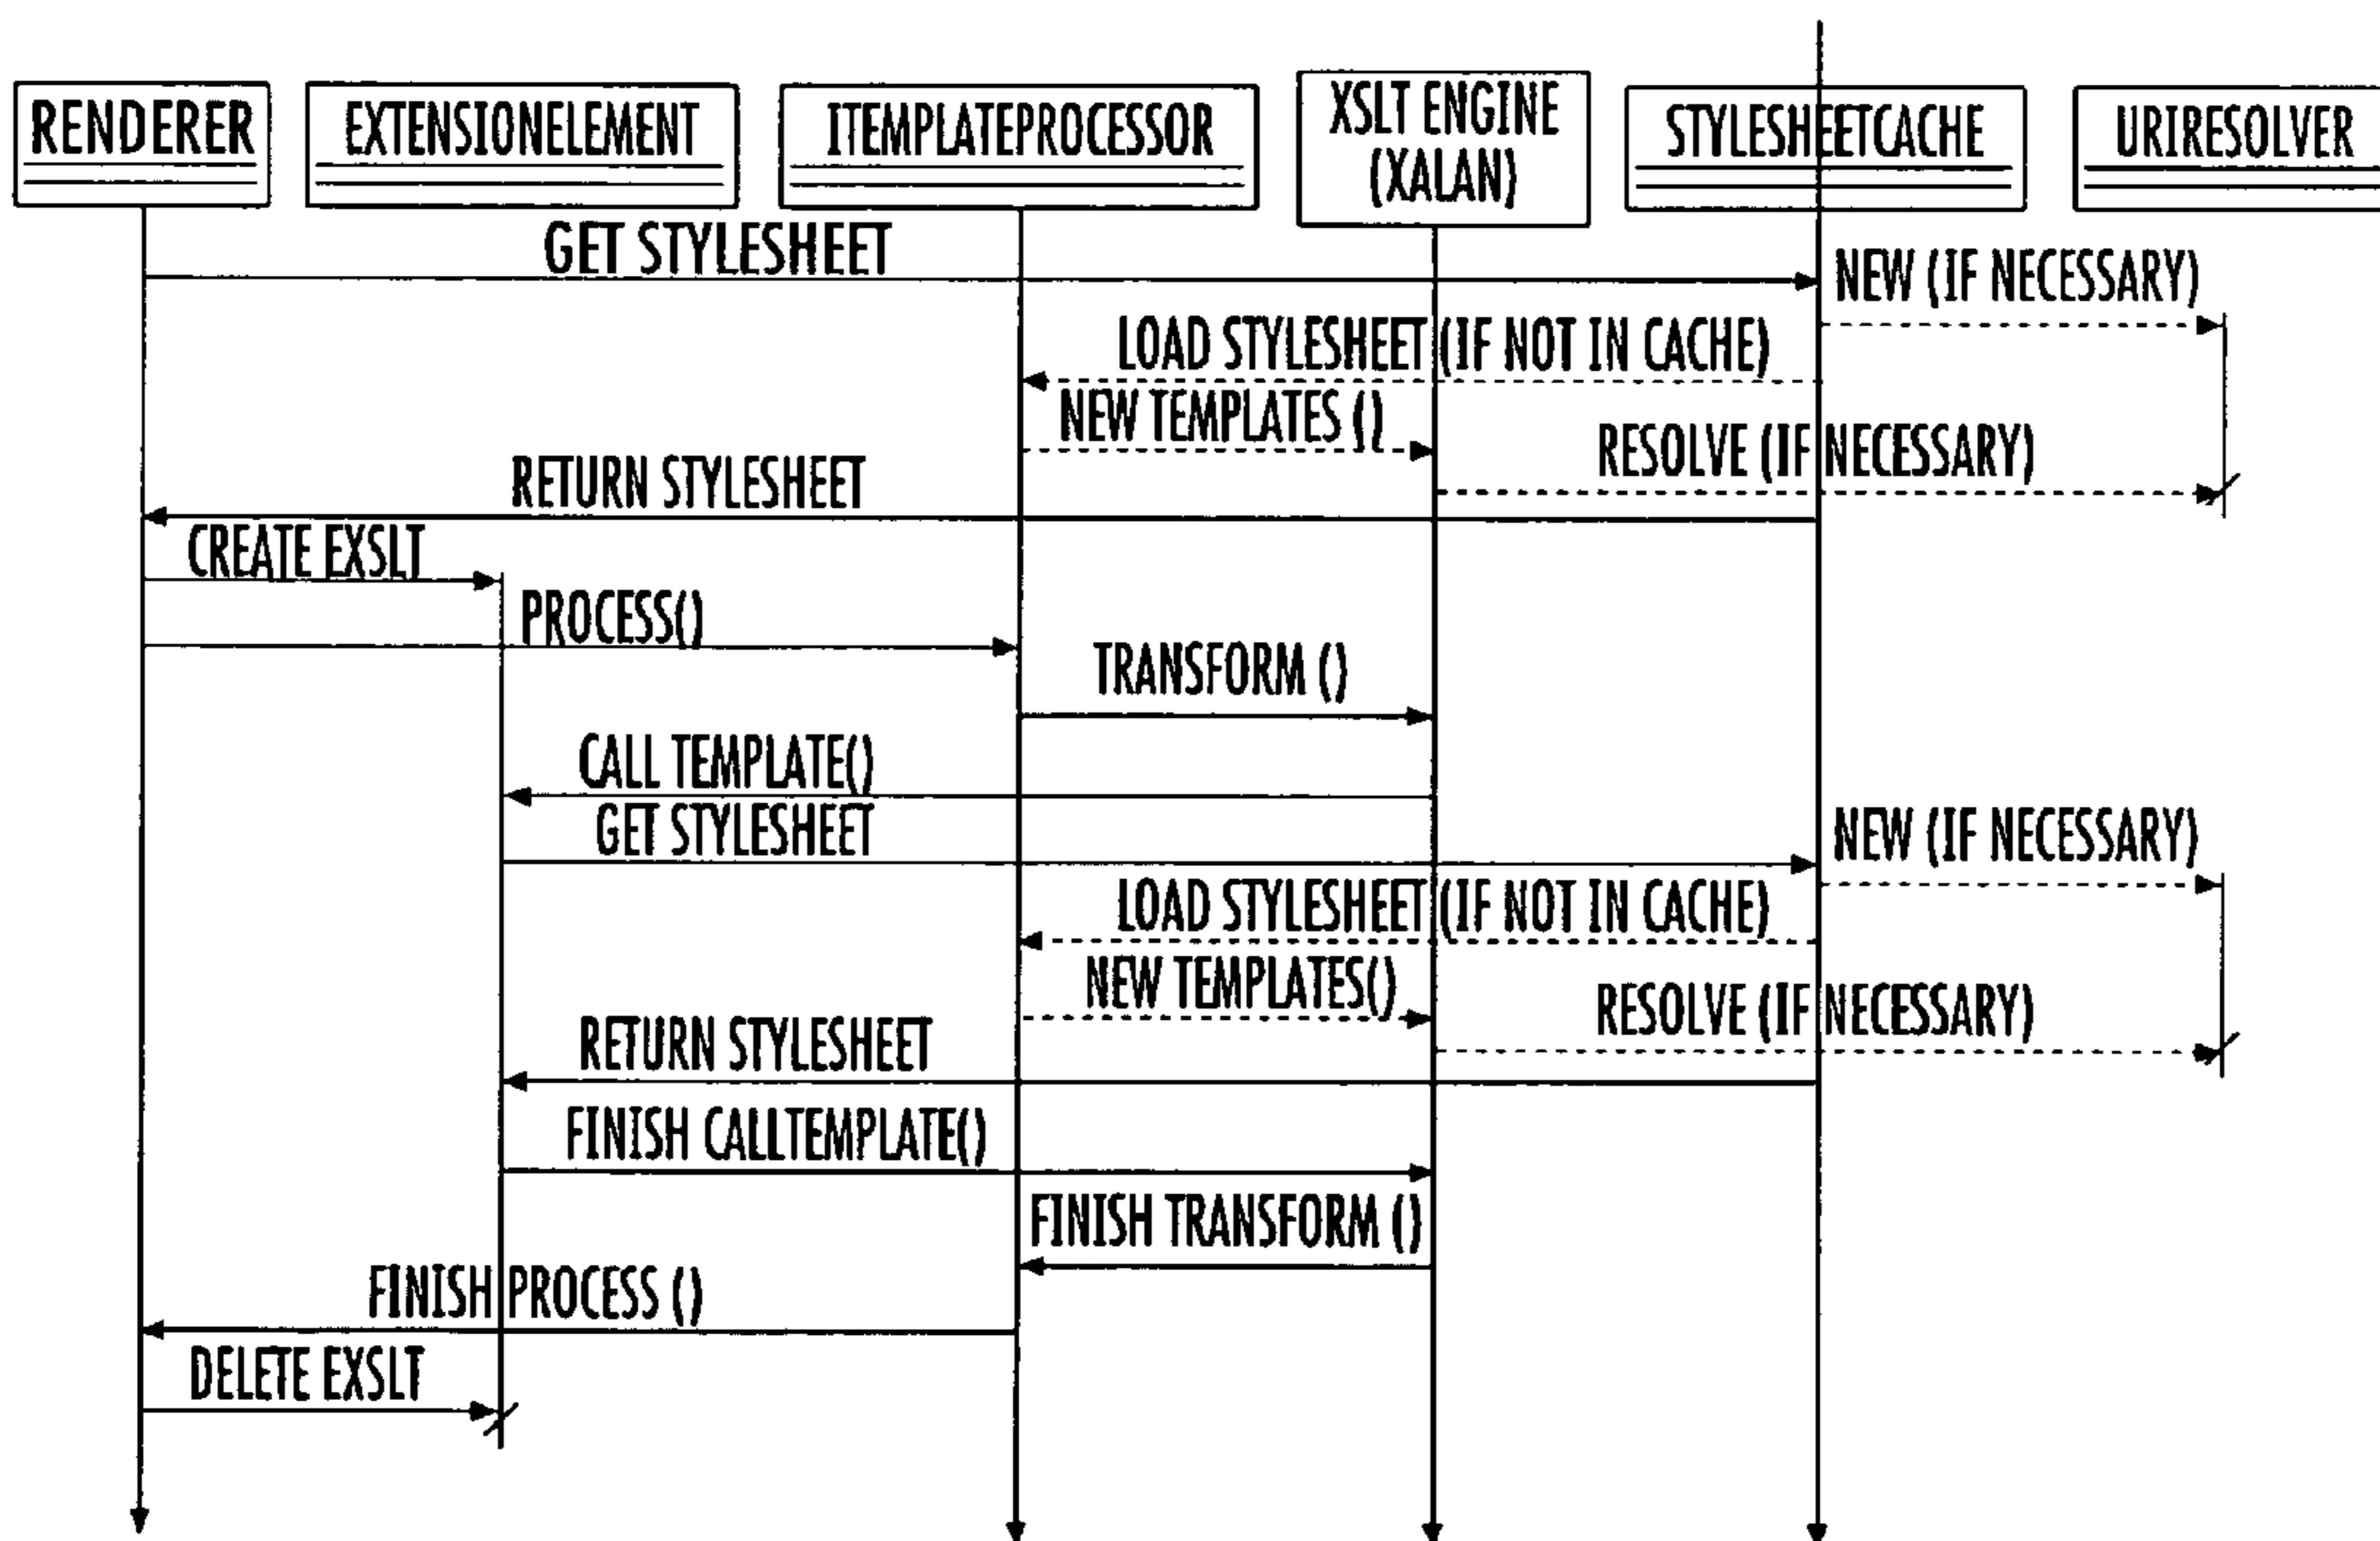 RENDERER
EXTENSIONELEMENT
ITEMPLATEPROCESSOR
XSLT ENGINE
(XALAN)
STYLESHEETCACHE
URIRESOLVER
GET STYLESHEET
NEW (IF NECESSARY)
LOAD STYLESHEET (IF NOT IN CACHE)
NEW TEMPLATES ()
RESOLVE (IF NECESSARY)
RETURN STYLESHEET
CREATE EXSLT
PROCESS()
TRANSFORM ()
CALL TEMPLATE()
GET STYLESHEET
NEW (IF NECESSARY)
LOAD STYLESHEET (IF NOT IN CACHE)
NEW TEMPLATES()
RESOLVE (IF NECESSARY)
RETURN STYLESHEET
FINISH CALLTEMPLATE()
FINISH TRANSFORM ()
FINISH PROCESS ()
DELETE EXSLT